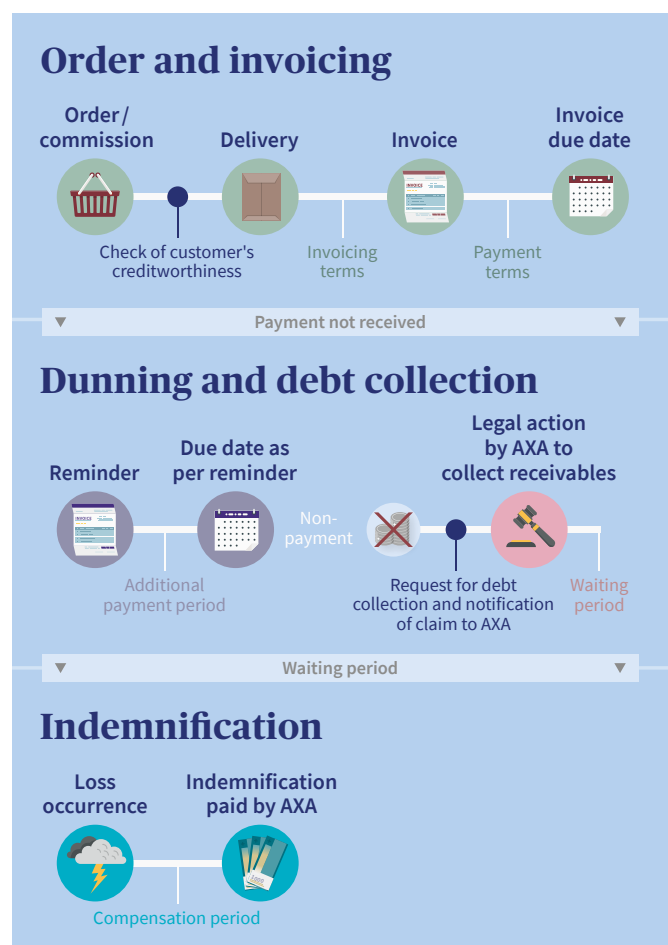 Order and invoicing
Order /
commission
Delivery
Invoice
Invoice
due date
INVOICE
Check of customer's
creditworthiness
Invoicing
terms
Payment
terms
Payment not received
Dunning and debt collection
Reminder
Due date as
per reminder
Legal action
by AXA to
collect receivables
INVOICE
Non-
payment
Additional
payment period
Request for debt
collection and notification
of claim to AXA
Waiting
period
Waiting period
Indemnification
Loss
occurrence
Indemnification
paid by AXA
Compensation period